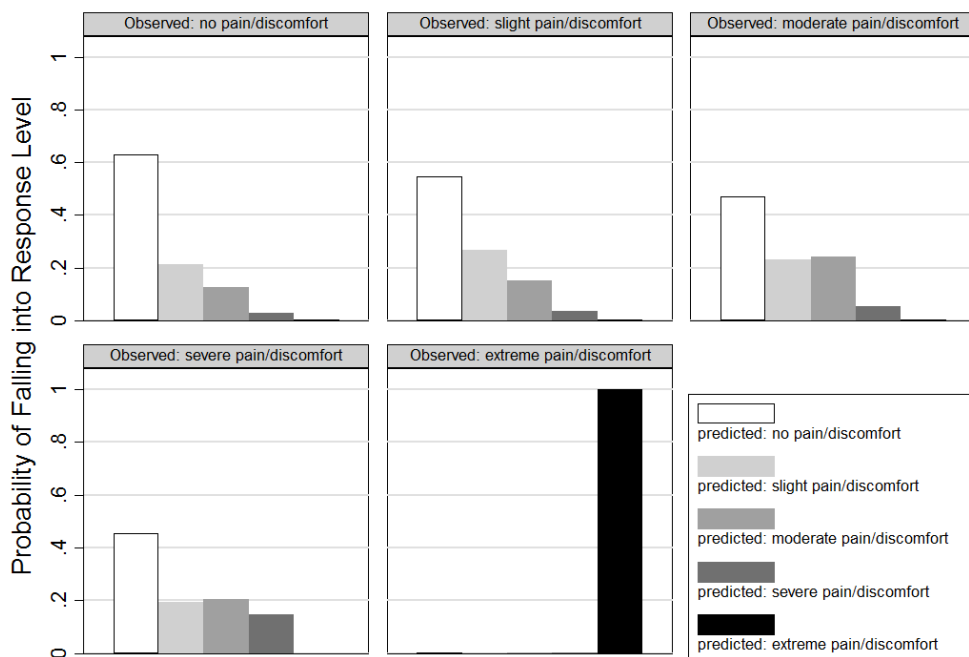 Observed: no pain/discomfort
Observed: slight pain/discomfort
Observed: moderate pain/discomfort
Probability of Falling into Response Level
1
.8
.6
.4
.2
0
Observed: severe pain/discomfort
Observed: extreme pain/discomfort
1
.8
.6
.4
.2
0
predicted: no pain/discomfort
predicted: slight pain/discomfort
predicted: moderate pain/discomfort
predicted: severe pain/discomfort
predicted: extreme pain/discomfort